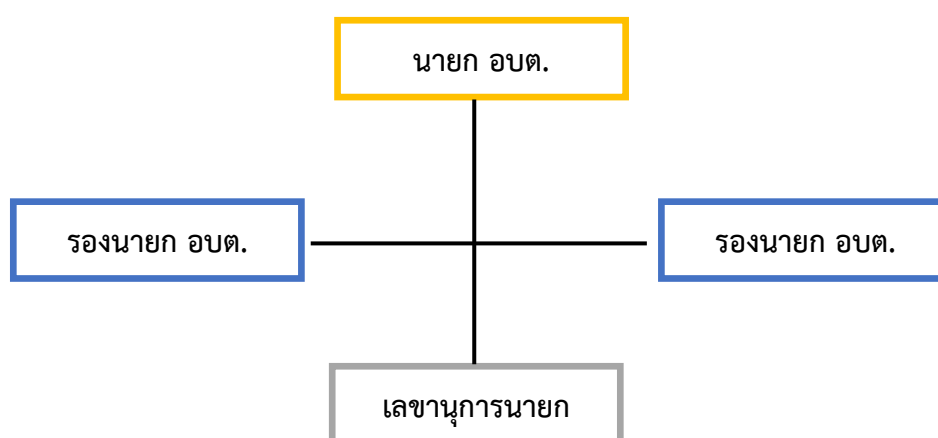 นายก อบต.
รองนายก อบต.
รองนายก อบต.
เลขานุการนายก